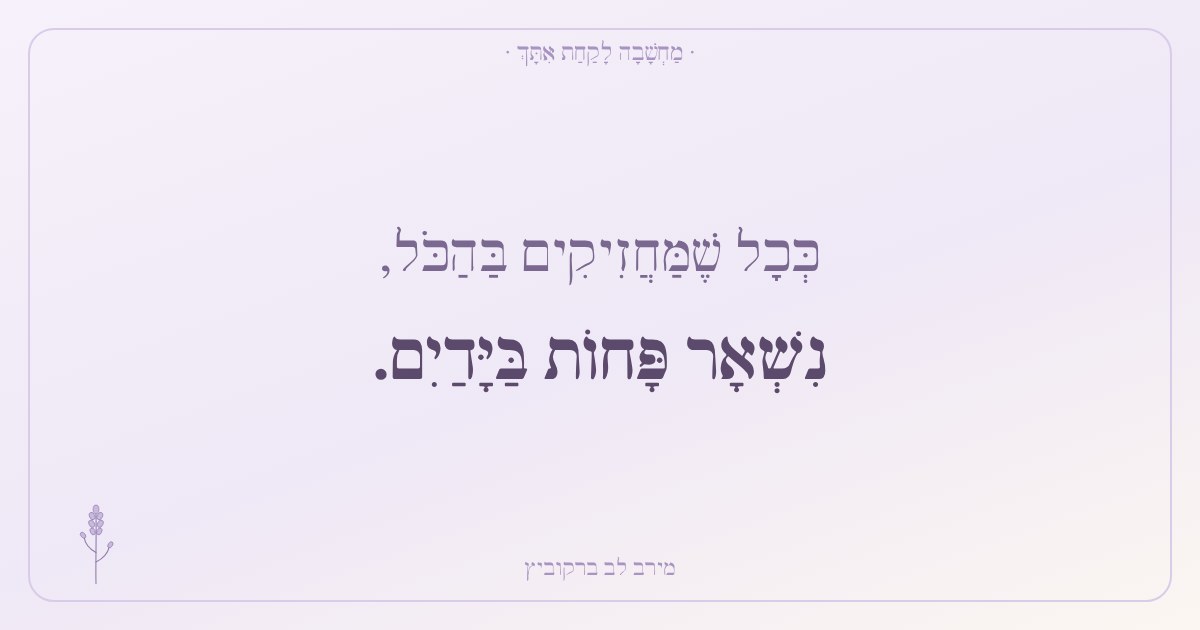 · מַחְשָׁבָה לָקַחַת אִתָּךְ ·
כְּכָל שֶׁמַּחֲזִיקִים בַּהַכֹּל,
נִשְׁאָר פָּחוֹת בַּיָּדַיִם.
מירב לב ברקוביץ